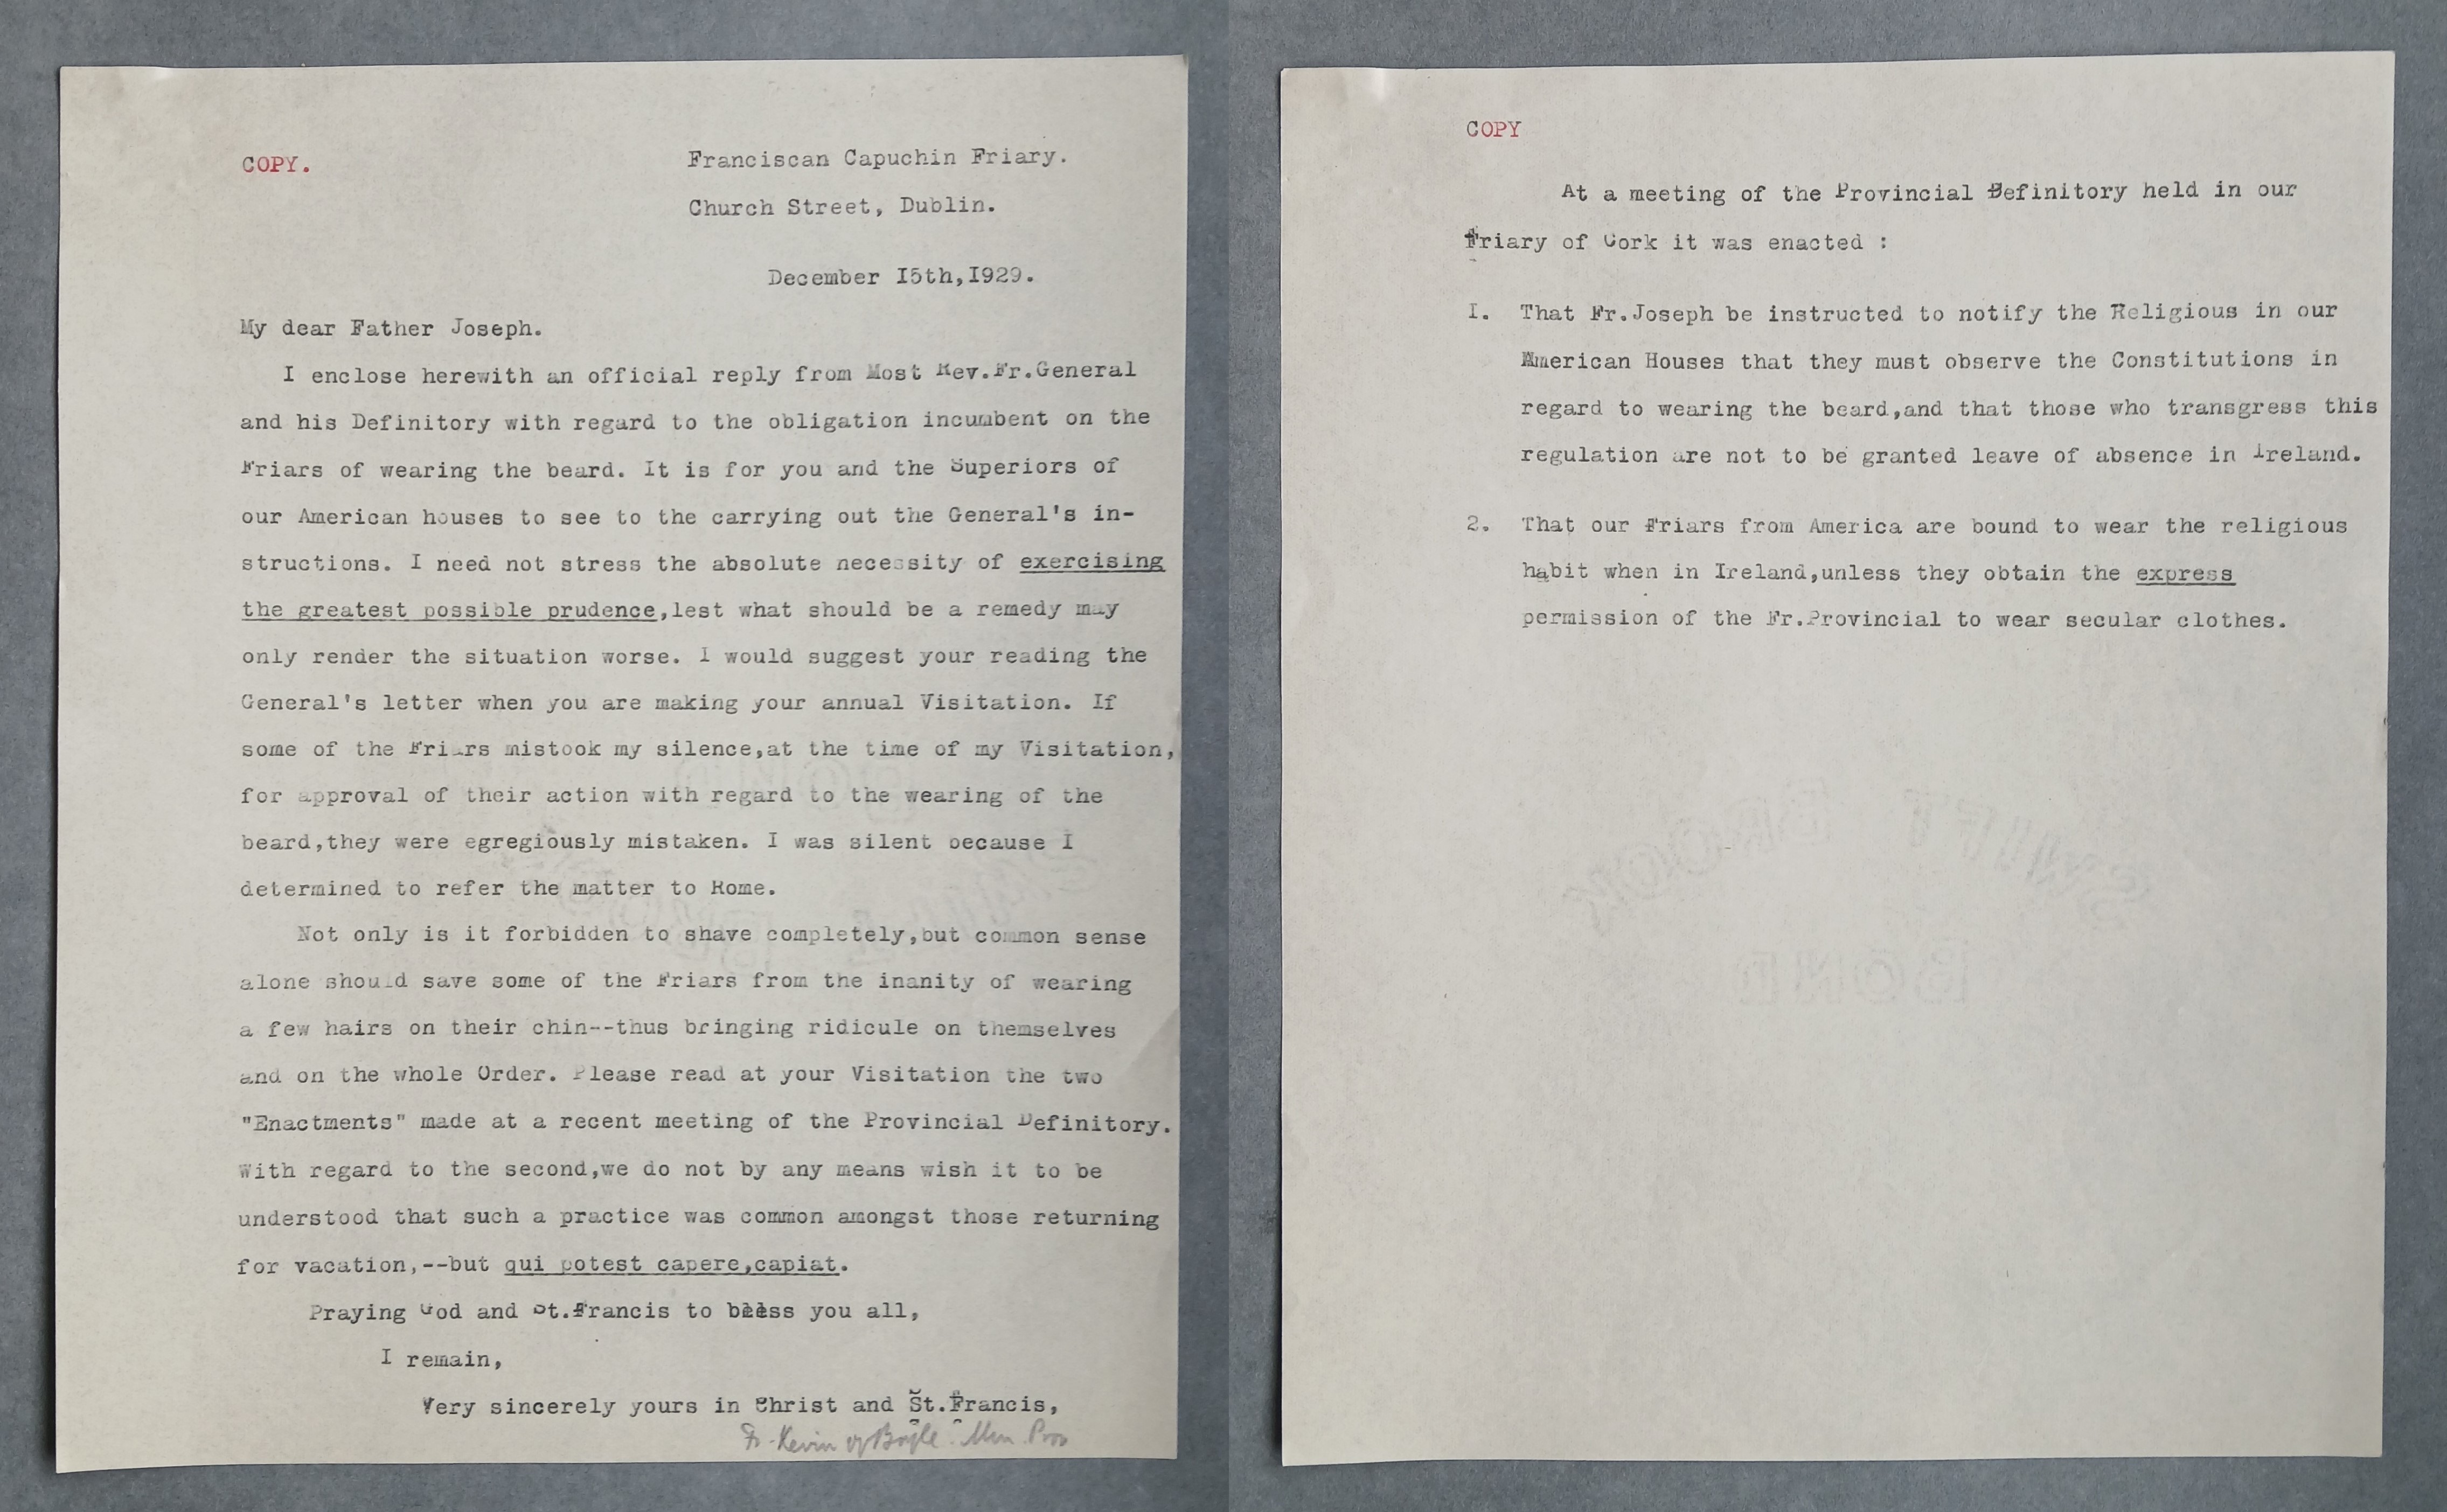 COPY.
Franciscan Capuchin Friary.
Church Street, Dublin.
December I5th,I929.
My dear Father Joseph.
I enclose herewith an official reply from Most Rev.Fr.General
and his Definitory with regard to the obligation incumbent on the
Friars of wearing the beard. It is for you and the Superiors of
our American houses to see to the carrying out the General's in-
structions. I need not stress the absolute necessity of exercising
the greatest possible prudence,lest what should be a remedy may
only render the situation worse. I would suggest your reading the
General's letter when you are making your annual Visitation. If
some of the Friars mistook my silence,at the time of my Visitation,
for approval of their action with regard to the wearing of the
beard,they were egregiously mistaken. I was silent because I
determined to refer the matter to Rome.
Not only is it forbidden to shave completely,but common sense
alone should save some of the Friars from the inanity of wearing
a few hairs on their chin--thus bringing ridicule on themselves
and on the whole Order. Please read at your Visitation the two
"Enactments" made at a recent meeting of the Provincial Definitory.
With regard to the second,we do not by any means wish it to be
understood that such a practice was common amongst those returning
for vacation,--but qui potest capere,capiat.
Praying God and St.Francis to bless you all,
I remain,
Very sincerely yours in Christ and St.Francis,
Fr. Kevin of Boyle. Min. Prov
COPY
At a meeting of the Provincial Definitory held in our
Friary of Cork it was enacted :
I. That Fr.Joseph be instructed to notify the Religious in our
American Houses that they must observe the Constitutions in
regard to wearing the beard,and that those who transgress this
regulation are not to be granted leave of absence in Ireland.
2. That our Friars from America are bound to wear the religious
habit when in Ireland,unless they obtain the express
permission of the Fr.Provincial to wear secular clothes.